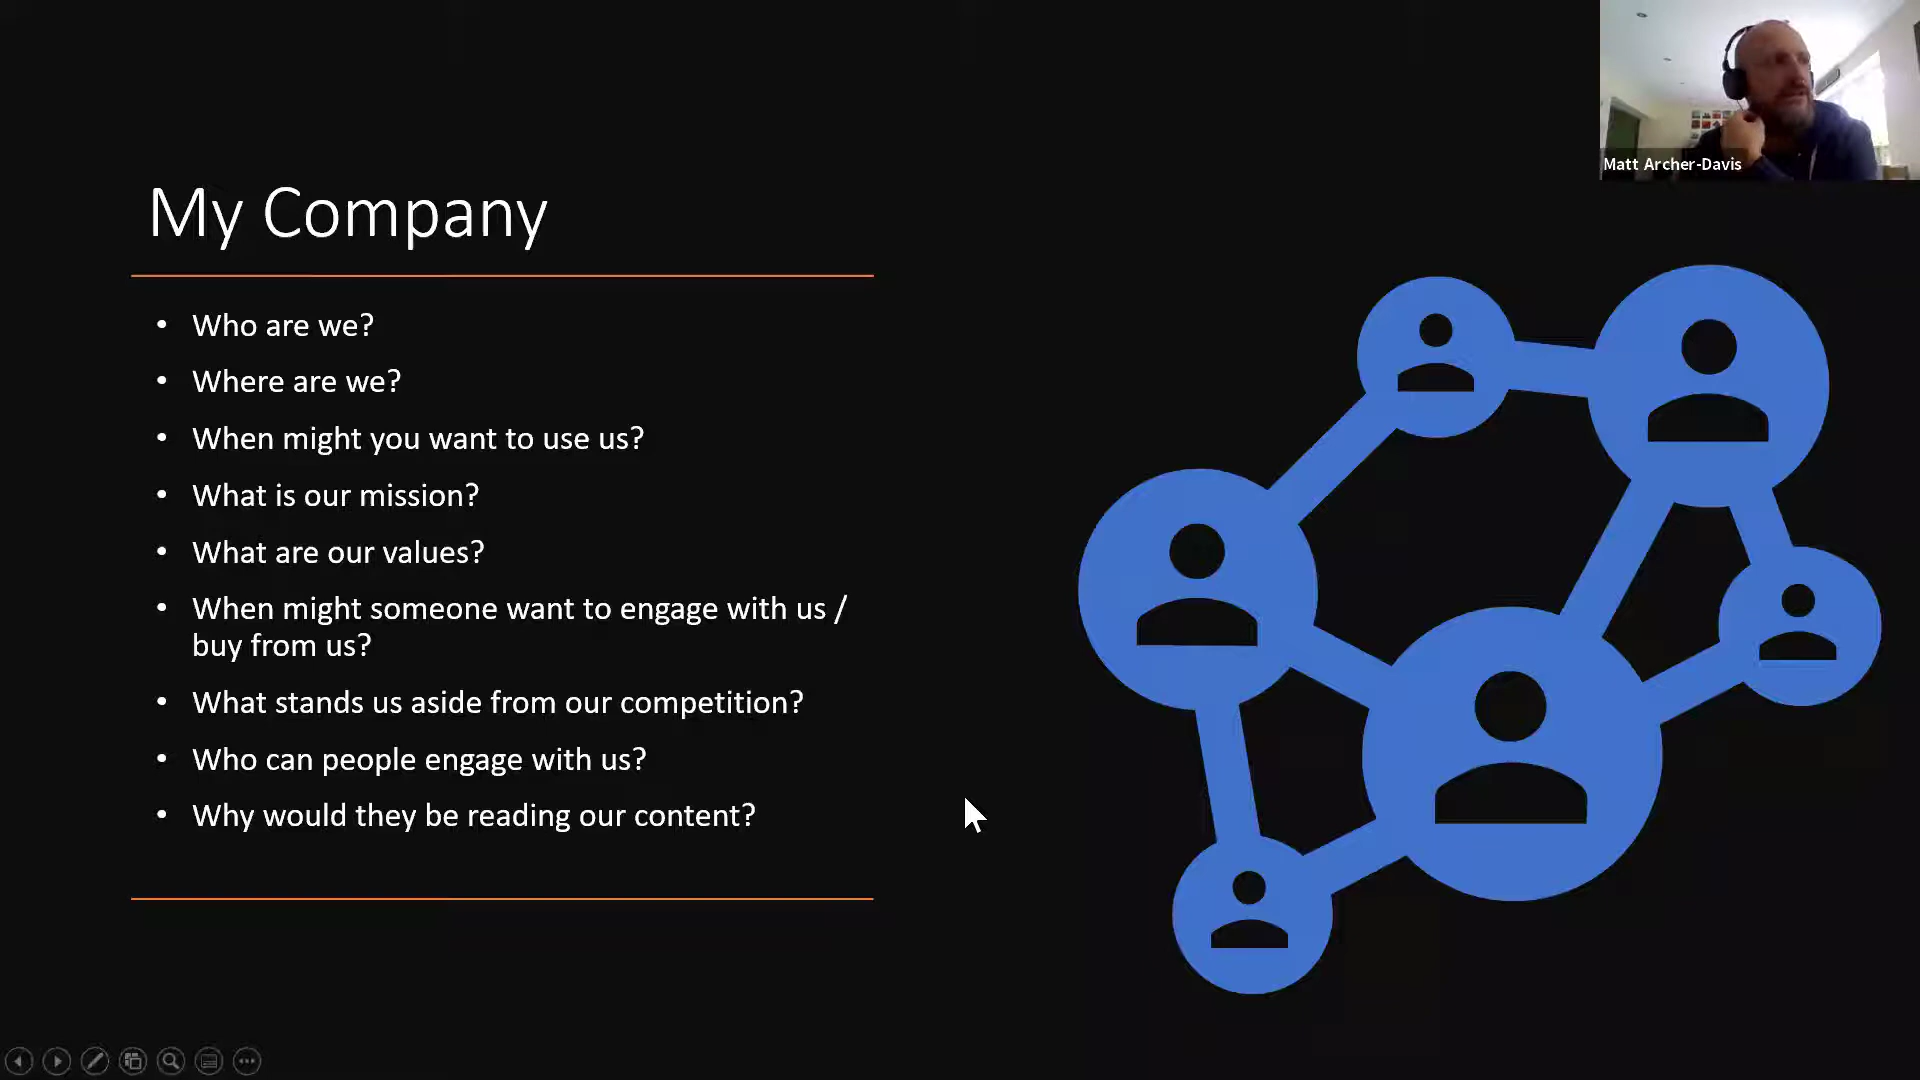 Matt Archer-Davis
My Company
• Who are we?
• Where are we?
• When might you want to use us?
• What is our mission?
• What are our values?
• When might someone want to engage with us /
buy from us?
• What stands us aside from our competition?
• Who can people engage with us?
• Why would they be reading our content?